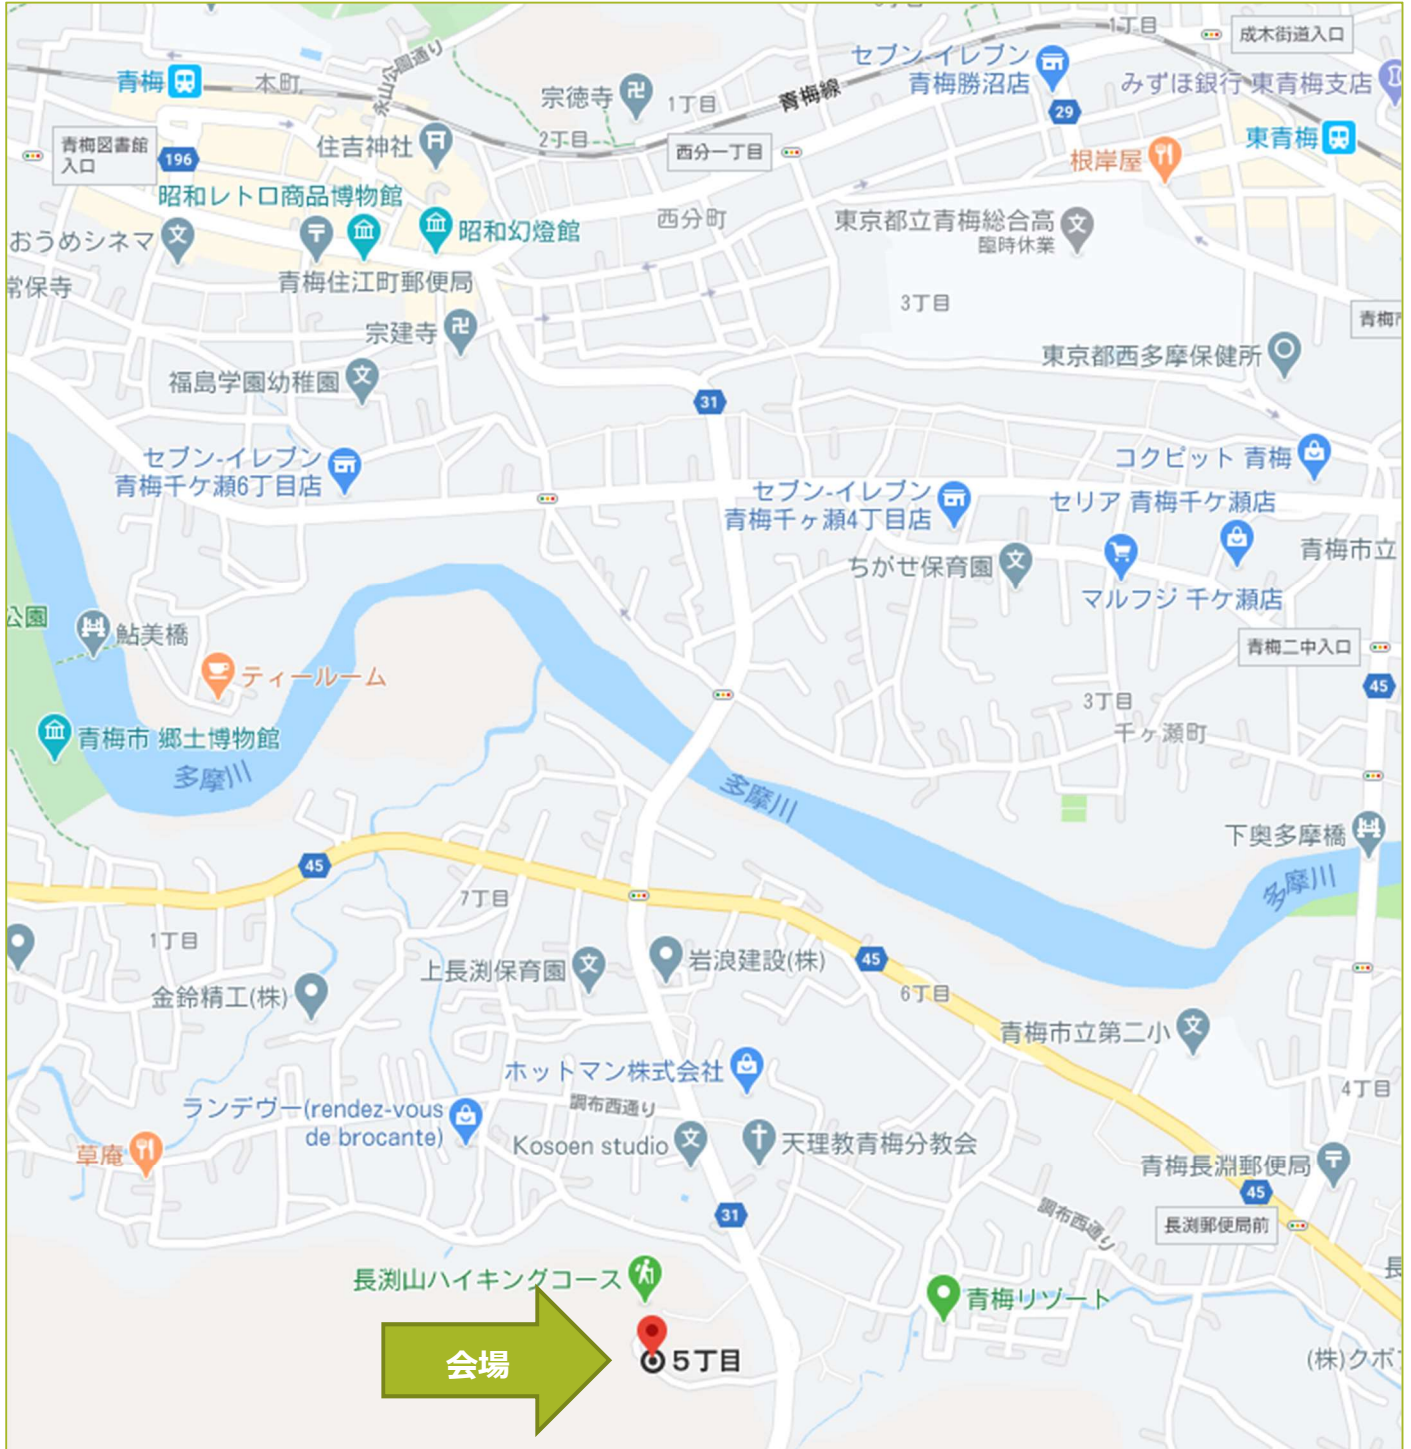 1丁目
成木街道入口
セブン-イレブン
青梅勝沼店
みずほ銀行 東青梅支店
青梅
本町
永山公園通り
宗徳寺
1丁目
青梅線
29
東青梅
青梅図書館
入口
196
住吉神社
2丁目
西分一丁目
根岸屋
昭和レトロ商品博物館
西分町
東京都立青梅総合高
臨時休業
おうめシネマ
昭和幻燈館
青梅住江町郵便局
常保寺
3丁目
宗建寺
東京都西多摩保健所
福島学園幼稚園
31
セブン-イレブン
青梅千ケ瀬6丁目店
コクピット 青梅
セブン-イレブン
青梅千ヶ瀬4丁目店
セリア 青梅千ケ瀬店
青梅市立
ちがせ保育園
マルフジ 千ケ瀬店
公園
鮎美橋
青梅二中入口
ティールーム
45
3丁目
青梅市 郷土博物館
千ヶ瀬町
多摩川
多摩川
下奥多摩橋
45
多摩川
7丁目
1丁目
上長渕保育園
岩浪建設(株)
45
金鈴精工(株)
6丁目
青梅市立第二小
ホットマン株式会社
4丁目
ランデヴー(rendez-vous
de brocante)
調布西通り
草庵
Kosoen studio
天理教青梅分教会
青梅長淵郵便局
45
31
調布西通り
長渕郵便局前
長渕山ハイキングコース
青梅リゾート
会場
5丁目
(株)クボ